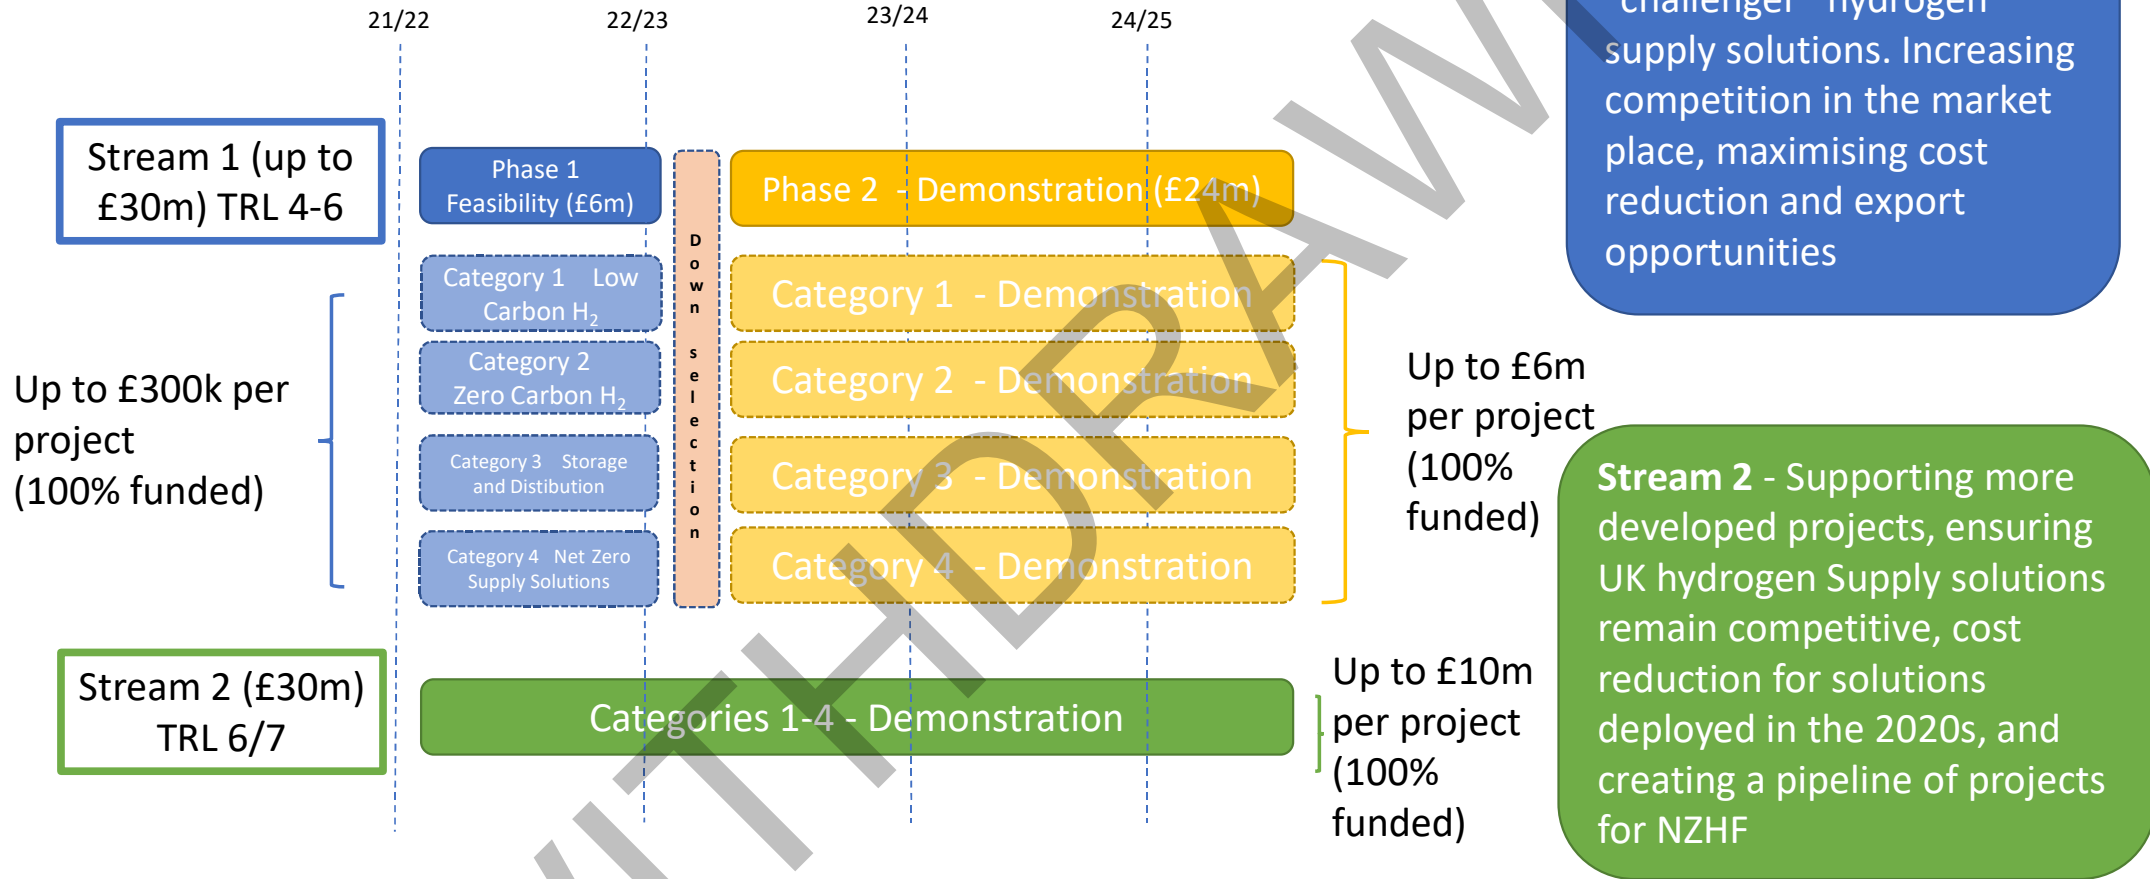 21/22
22/23
23/24
24/25
"challenger" hydrogen
supply solutions. Increasing
competition in the market
place, maximising cost
reduction and export
opportunities
Stream 1 (up to
£30m) TRL 4-6
Phase 1
Feasibility (£6m)
Phase 2 - Demonstration (£24m)
Down selection
Category 1 Low
Carbon H₂
Category 1 - Demonstration
Category 2
Zero Carbon H₂
Category 2 - Demonstration
Category 3 Storage
and Distibution
Category 3 - Demonstration
Category 4 Net Zero
Supply Solutions
Category 4 - Demonstration
Up to £300k per
project
(100% funded)
Up to £6m
per project
(100%
funded)
Stream 2 (£30m)
TRL 6/7
Categories 1-4 - Demonstration
Up to £10m
per project
(100%
funded)
Stream 2 - Supporting more
developed projects, ensuring
UK hydrogen Supply solutions
remain competitive, cost
reduction for solutions
deployed in the 2020s, and
creating a pipeline of projects
for NZHF
WITHDRAWN